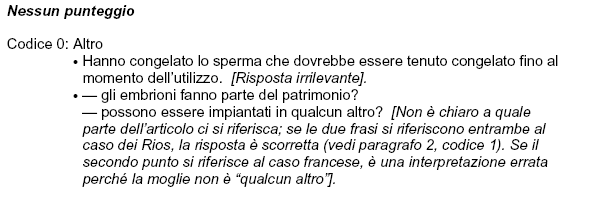 Nessun punteggio
Codice 0: Altro
• Hanno congelato lo sperma che dovrebbe essere tenuto congelato fino al
momento dell'utilizzo. [Risposta irrilevante].
• — gli embrioni fanno parte del patrimonio?
— possono essere impiantati in qualcun altro? [Non è chiaro a quale
parte dell'articolo ci si riferisca; se le due frasi si riferiscono entrambe al
caso dei Rios, la risposta è scorretta (vedi paragrafo 2, codice 1). Se il
secondo punto si riferisce al caso francese, è una interpretazione errata
perché la moglie non è “qualcun altro”].